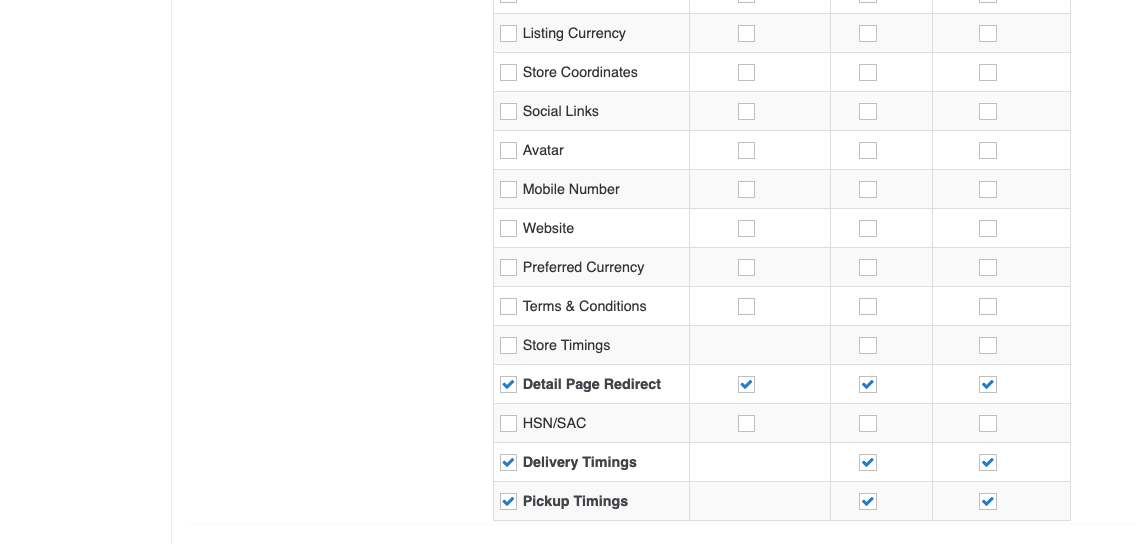 Listing Currency
Store Coordinates
Social Links
Avatar
Mobile Number
Website
Preferred Currency
Terms & Conditions
Store Timings
Detail Page Redirect
HSN/SAC
Delivery Timings
Pickup Timings